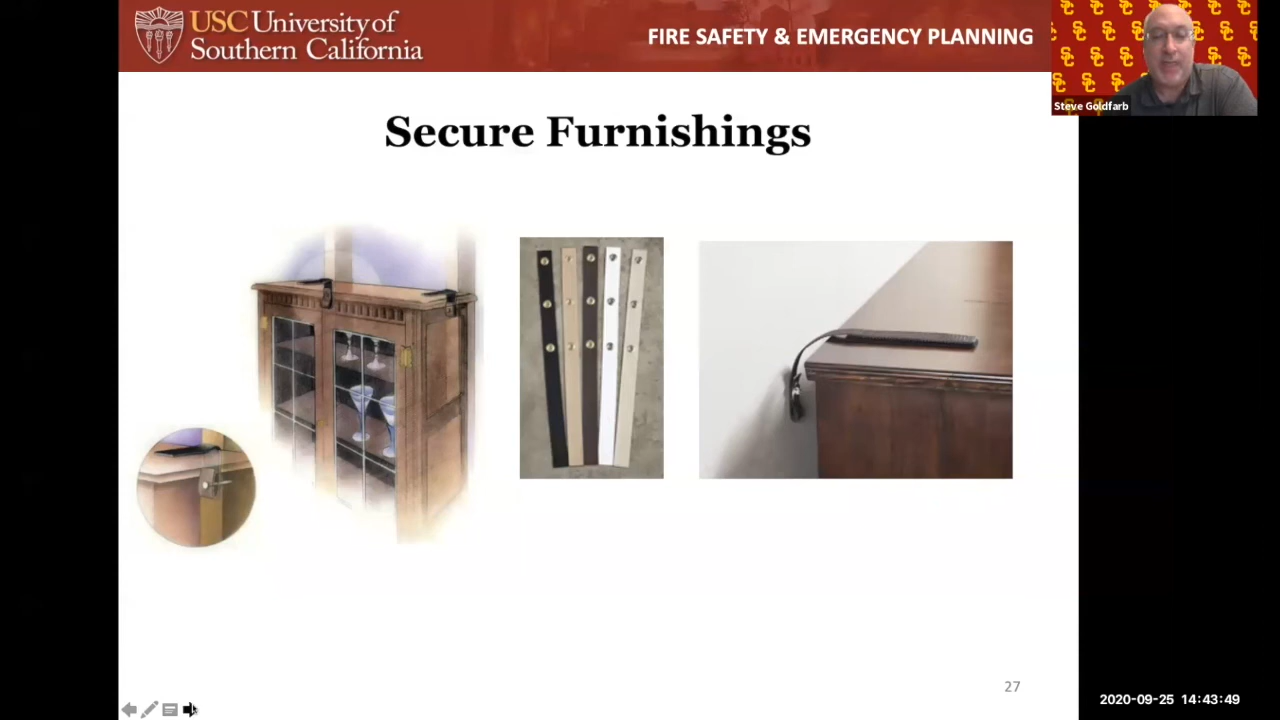 USC University of
Southern California
FIRE SAFETY & EMERGENCY PLANNING
Steve Goldfarb
Secure Furnishings
27
2020-09-25 14:43:49